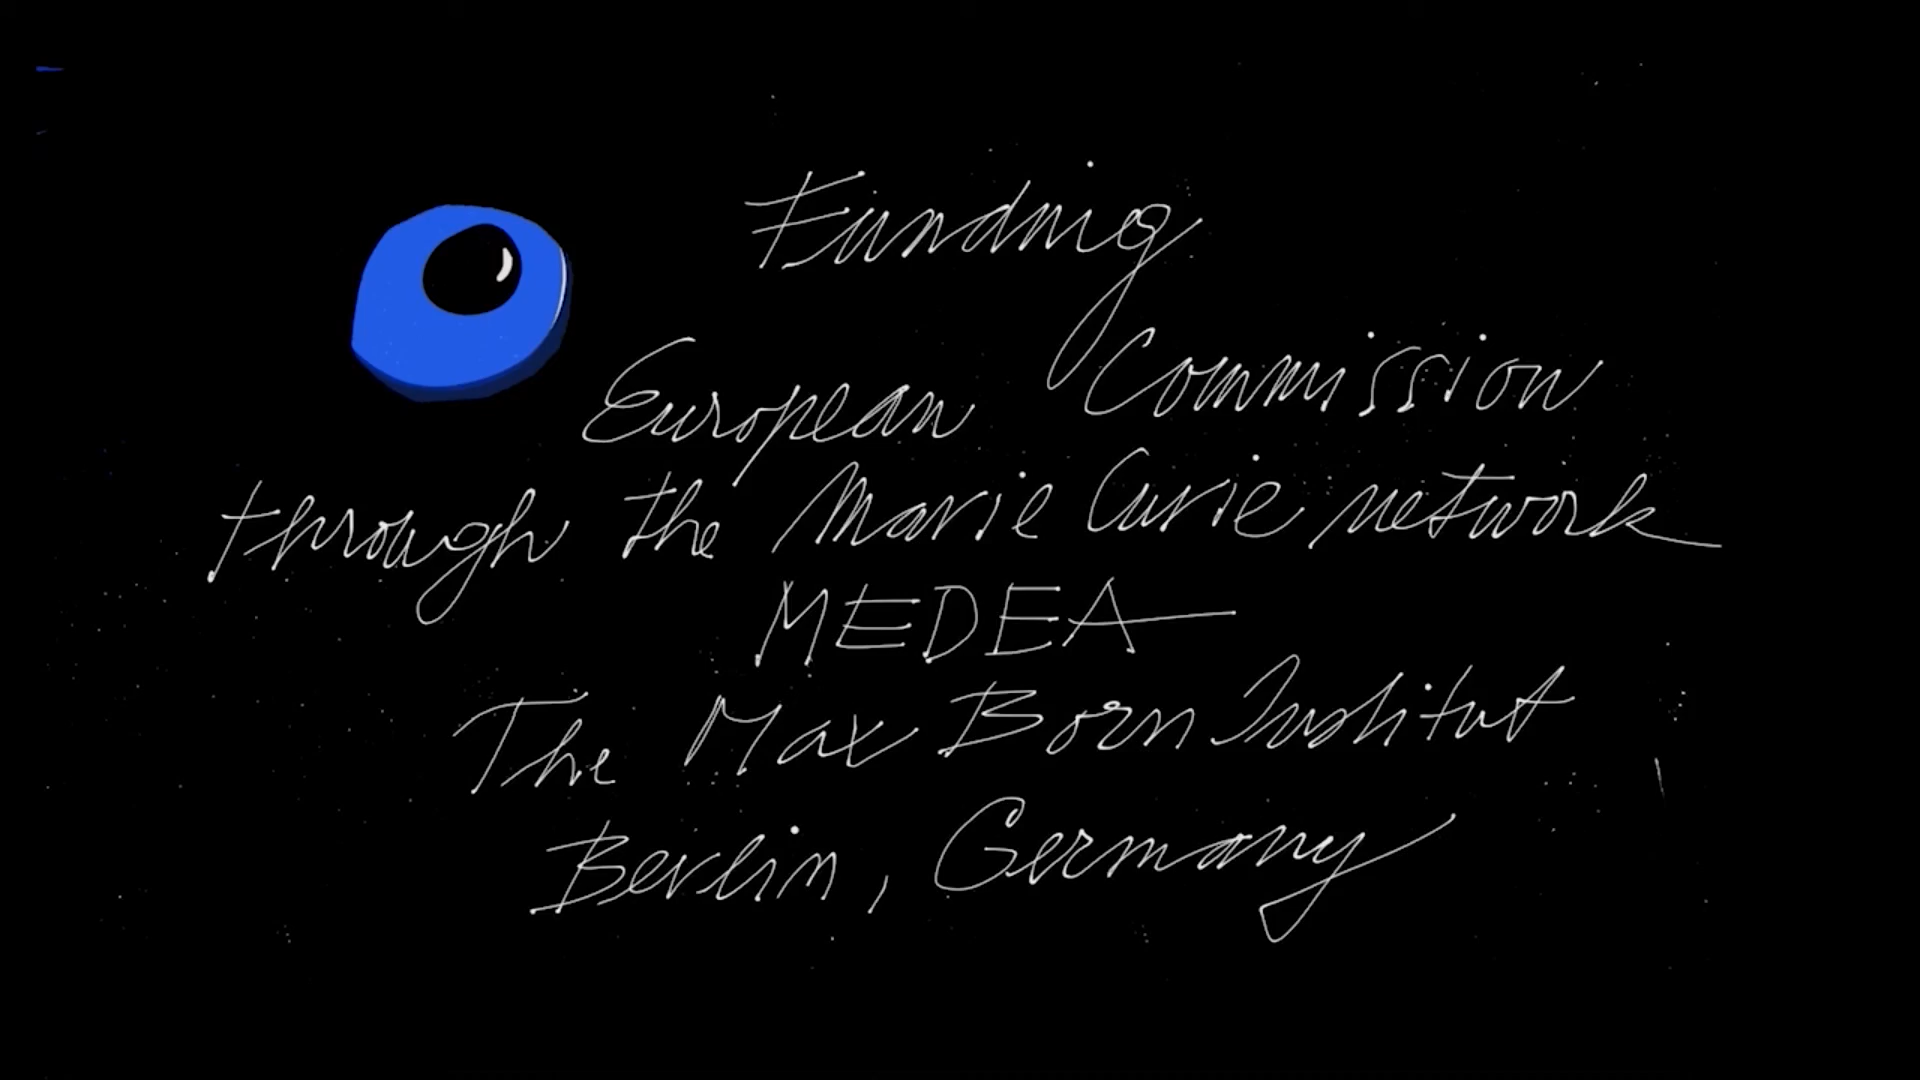 Funding
European Commission
through the Marie Curie network
MEDEA
The Max Born Institut
Berlin, Germany